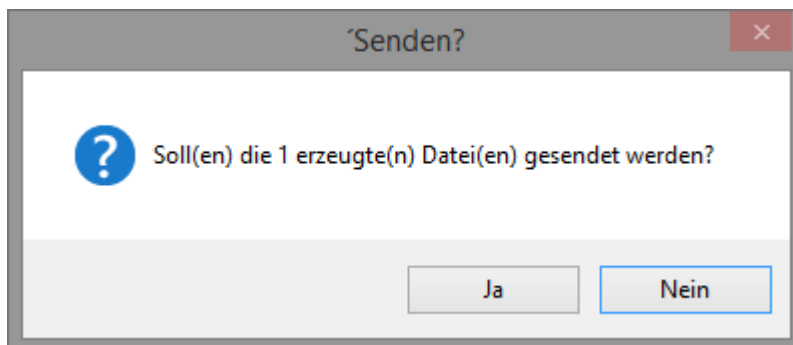 ´Senden?
Soll(en) die 1 erzeugte(n) Datei(en) gesendet werden?
Ja
Nein